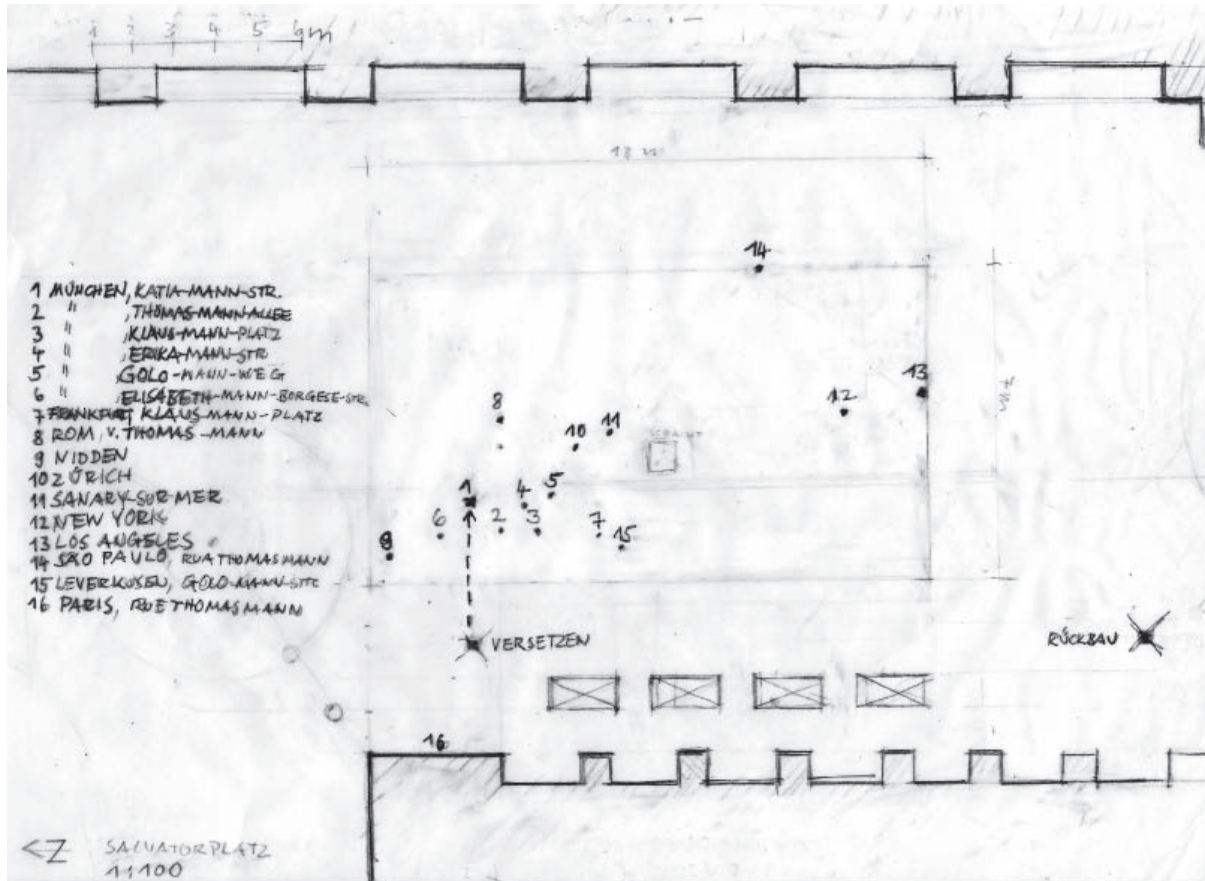 1 2 3 4 5 6 m
18 m
14
1 MÜNCHEN, KATIA-MANN-STR.
2 " , THOMAS-MANN-ALLEE
3 " , KLAUS-MANN-PLATZ
4 " , ERIKA-MANN-STR
5 " , GOLO-MANN-WEG
6 " , ELISABETH-MANN-BORGESE-STR.
7 FRANKFURT, KLAUS-MANN-PLATZ
8 ROM, V. THOMAS-MANN
9 NIDDEN
10 ZÜRICH
11 SANARY-SUR-MER
12 NEW YORK
13 LOS ANGELES
14 SÃO PAULO, RUA THOMAS MANN
15 LEVERKUSEN, GOLO-MANN-STR
16 PARIS, RUE THOMAS MANN
13
12
8
11
10
SCHACHT
5
1
4
6
2
3
7
15
9
VERSETZEN
RÜCKBAU
16
<Z SALVATORPLATZ
1:100